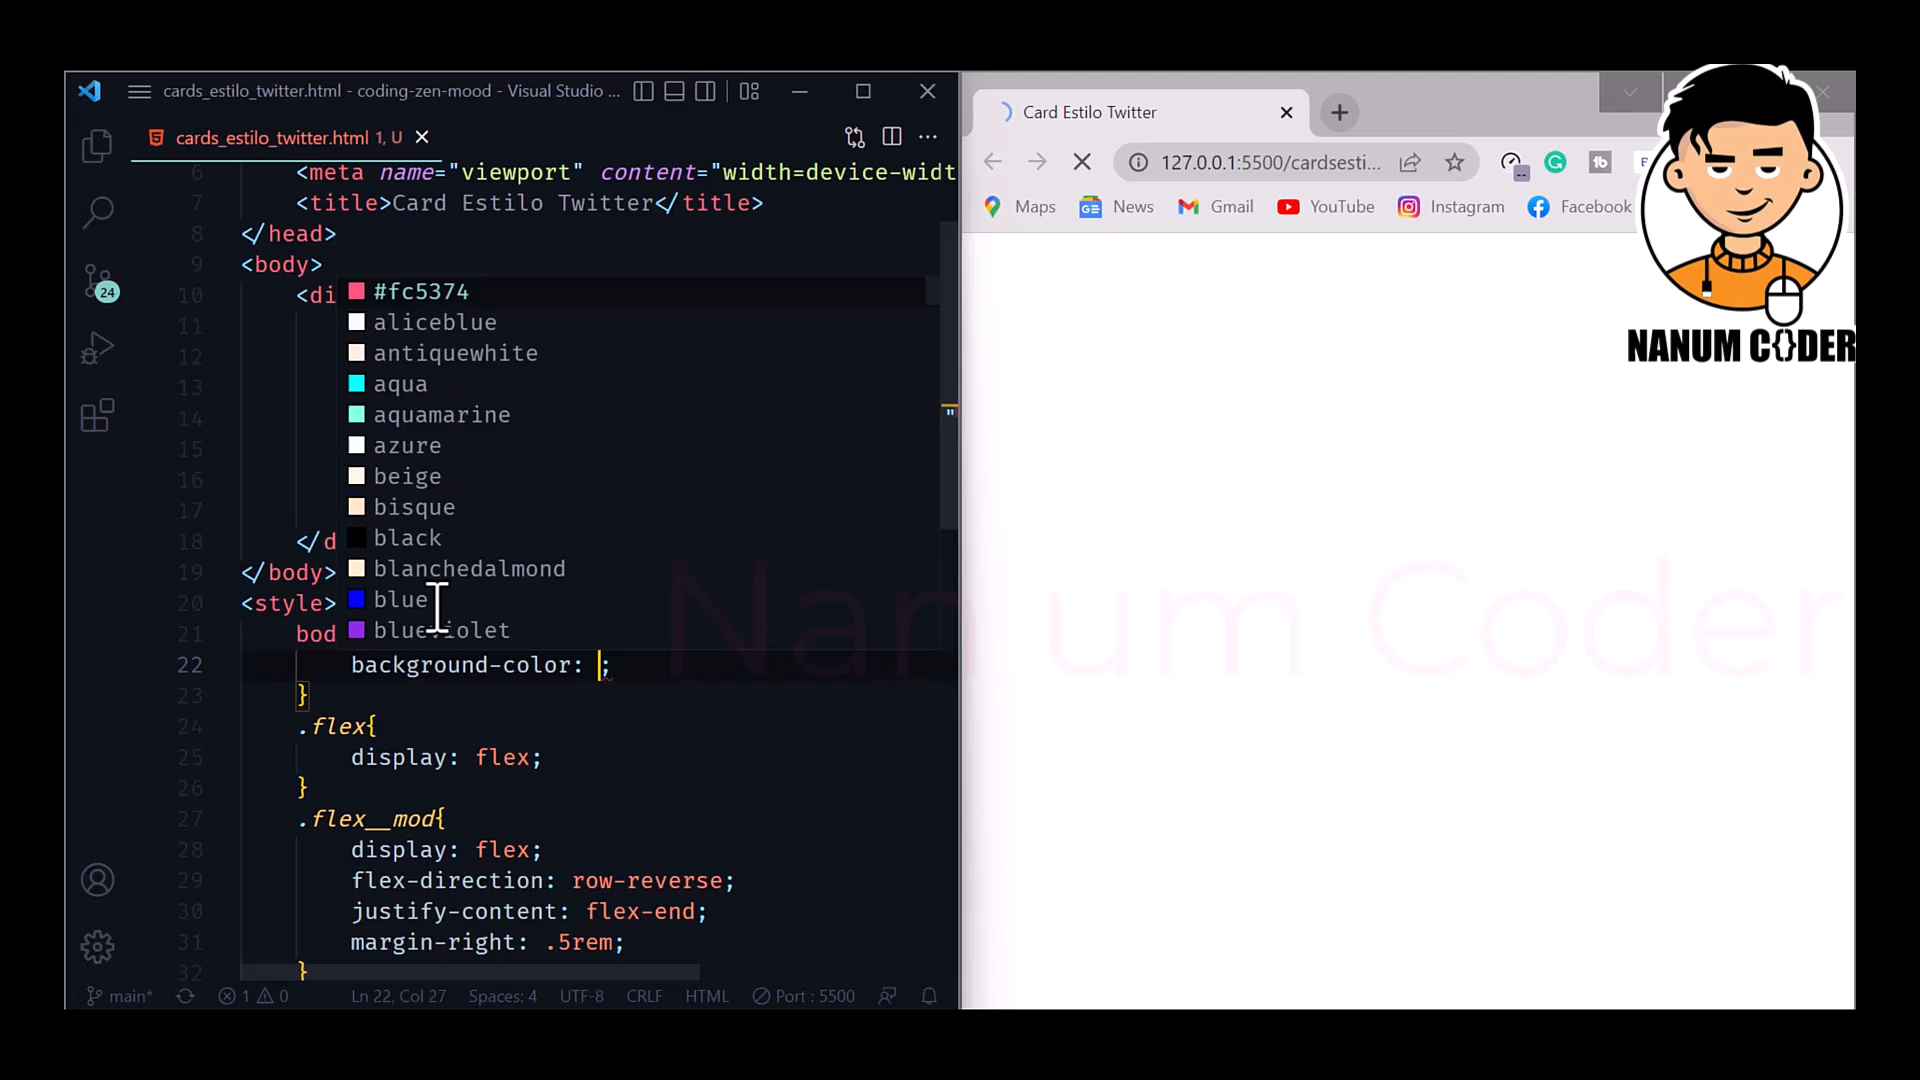 cards_estilo_twitter.html - coding-zen-mood - Visual Studio ...
cards_estilo_twitter.html 1, U
6 <meta name="viewport" content="width=device-widt
7 <title>Card Estilo Twitter</title>
8 </head>
9 <body>
10 <di
11
12
13
14
15
16
17
18 </d
19 </body>
20 <style>
21 bod
22 background-color: ;
23 }
24 .flex{
25 display: flex;
26 }
27 .flex__mod{
28 display: flex;
29 flex-direction: row-reverse;
30 justify-content: flex-end;
31 margin-right: .5rem;
32 }
#fc5374
aliceblue
antiquewhite
aqua
aquamarine
azure
beige
bisque
black
blanchedalmond
blue
blueviolet
24
main* 1 0 Ln 22, Col 27 Spaces: 4 UTF-8 CRLF HTML Port : 5500
Card Estilo Twitter
127.0.0.1:5500/cardsesti...
Maps News Gmail YouTube Instagram Facebook
NANUM C{}DER
Nanum Coder